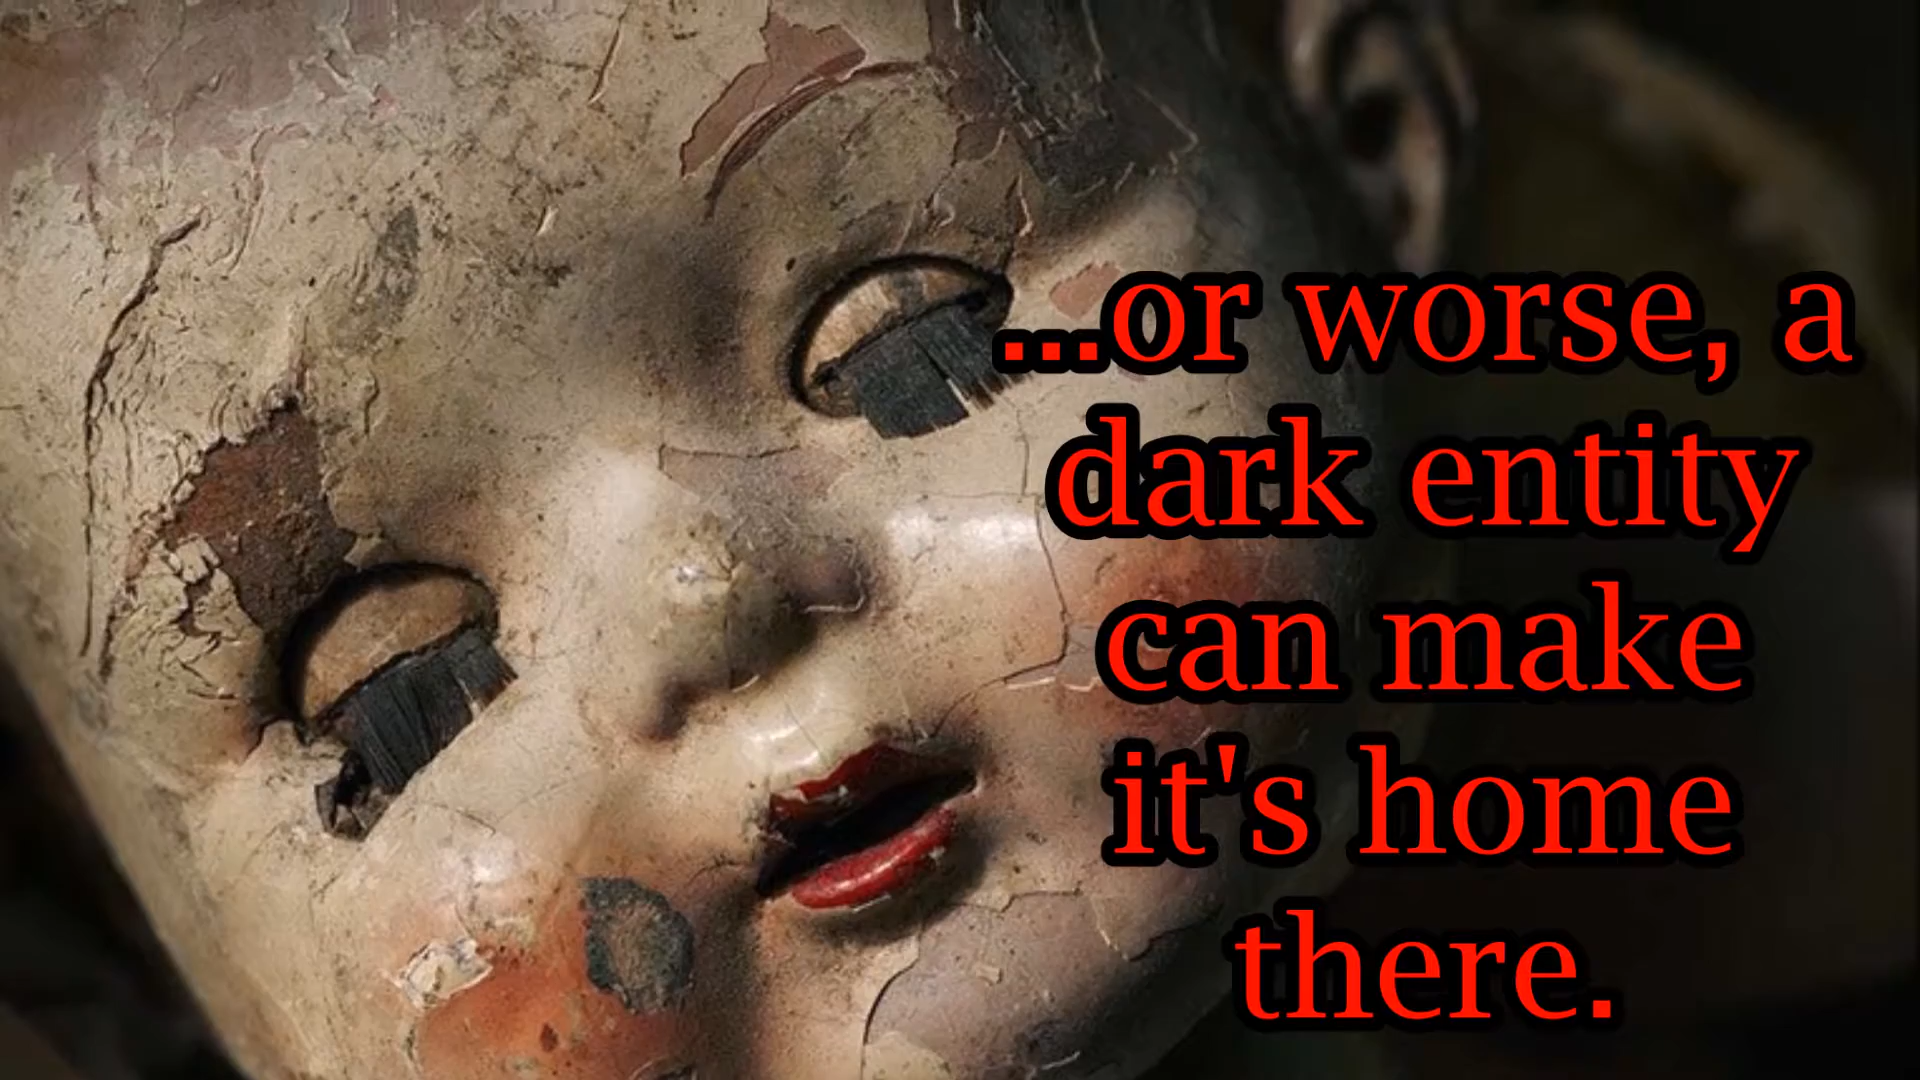 ...or worse, a
dark entity
can make
it's home
there.